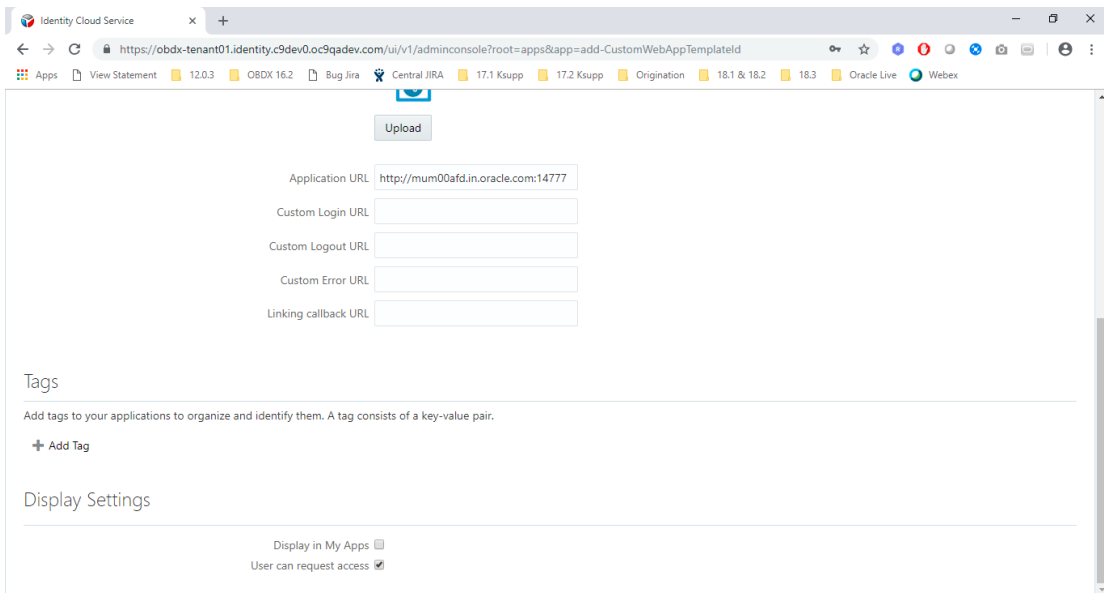 Identity Cloud Service
https://obdx-tenant01.identity.c9dev0.oc9qadev.com/ui/v1/adminconsole?root=apps&app=add-CustomWebAppTemplateId
Apps View Statement 12.0.3 OBDX 16.2 Bug Jira Central JIRA 17.1 Ksupp 17.2 Ksupp Origination 18.1 & 18.2 18.3 Oracle Live Webex
Upload
Application URL http://mum00afd.in.oracle.com:14777
Custom Login URL
Custom Logout URL
Custom Error URL
Linking callback URL
Tags
Add tags to your applications to organize and identify them. A tag consists of a key-value pair.
Add Tag
Display Settings
Display in My Apps
User can request access